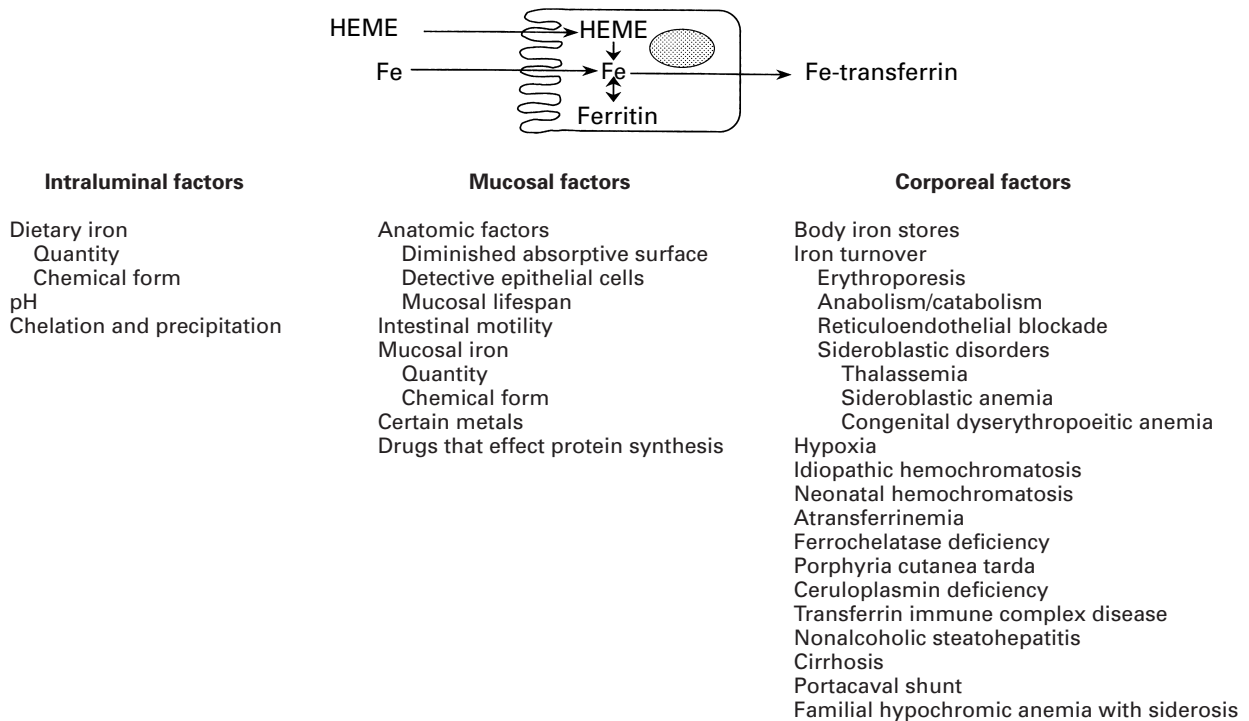 HEME
HEME
Fe
Fe
Fe-transferrin
Ferritin
Intraluminal factors
Dietary iron
Quantity
Chemical form
pH
Chelation and precipitation
Mucosal factors
Anatomic factors
Diminished absorptive surface
Detective epithelial cells
Mucosal lifespan
Intestinal motility
Mucosal iron
Quantity
Chemical form
Certain metals
Drugs that effect protein synthesis
Corporeal factors
Body iron stores
Iron turnover
Erythroporesis
Anabolism/catabolism
Reticuloendothelial blockade
Sideroblastic disorders
Thalassemia
Sideroblastic anemia
Congenital dyserythropoeitic anemia
Hypoxia
Idiopathic hemochromatosis
Neonatal hemochromatosis
Atransferrinemia
Ferrochelatase deficiency
Porphyria cutanea tarda
Ceruloplasmin deficiency
Transferrin immune complex disease
Nonalcoholic steatohepatitis
Cirrhosis
Portacaval shunt
Familial hypochromic anemia with siderosis